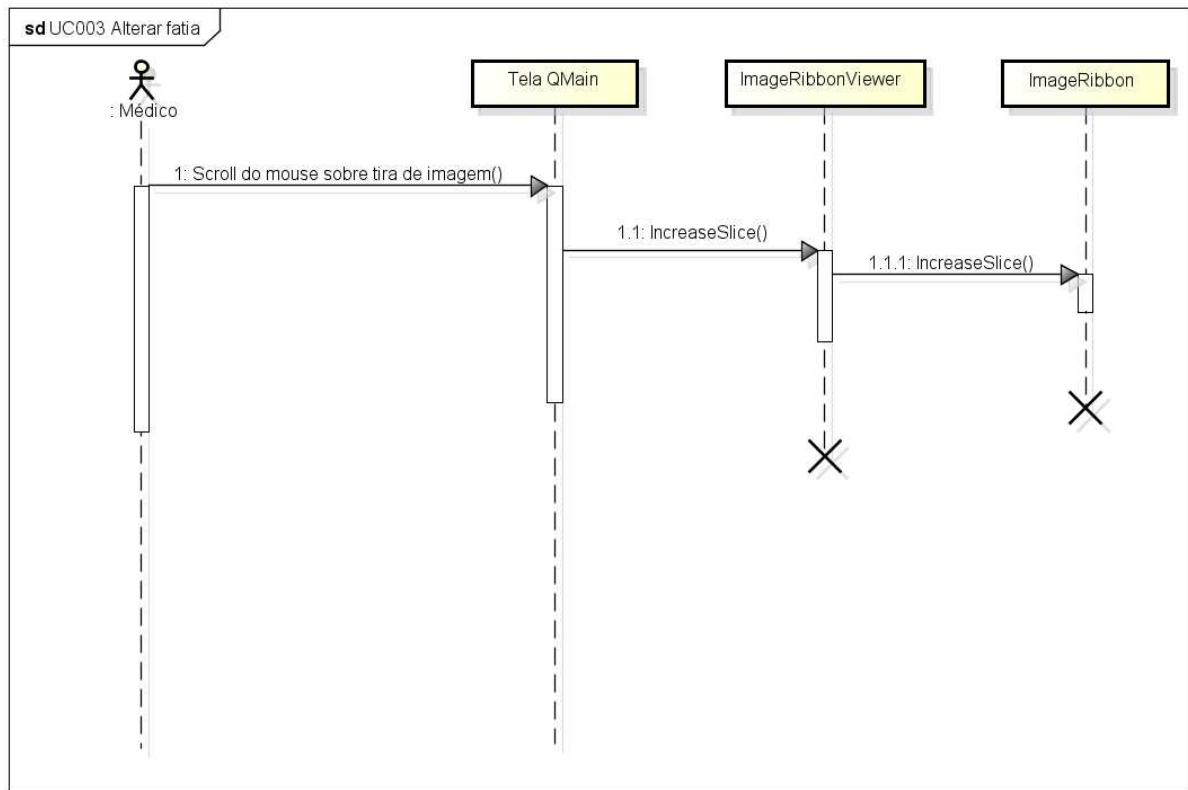 sd UC003 Alterar fatia
: Médico
Tela QMain
ImageRibbonViewer
ImageRibbon
1: Scroll do mouse sobre tira de imagem()
1.1: IncreaseSlice()
1.1.1: IncreaseSlice()